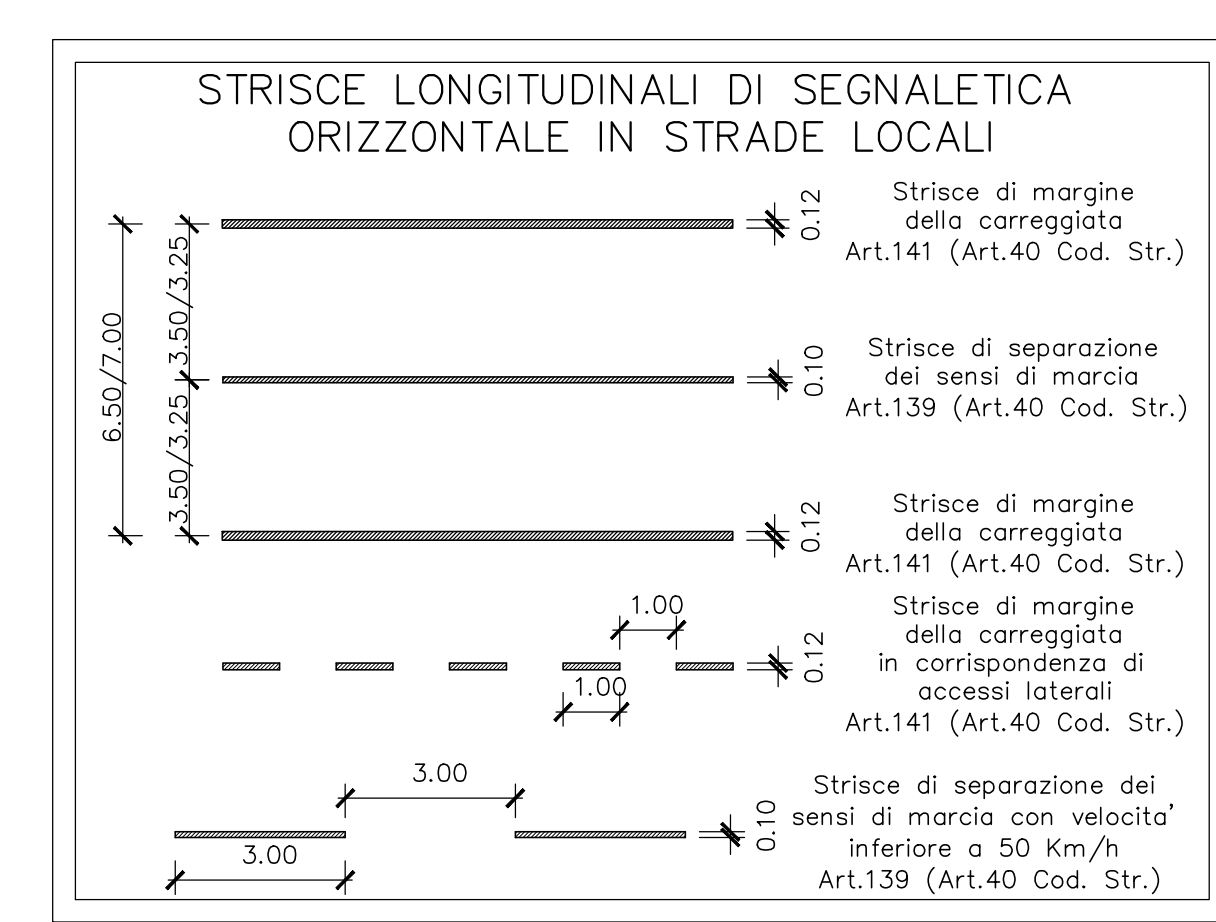 STRISCE LONGITUDINALI DI SEGNALETICA
ORIZZONTALE IN STRADE LOCALI
6.50/7.00
3.50/3.25
3.50/3.25
0.12
Strisce di margine
della carreggiata
Art.141 (Art.40 Cod. Str.)
0.10
Strisce di separazione
dei sensi di marcia
Art.139 (Art.40 Cod. Str.)
0.12
Strisce di margine
della carreggiata
Art.141 (Art.40 Cod. Str.)
1.00
1.00
0.12
Strisce di margine
della carreggiata
in corrispondenza di
accessi laterali
Art.141 (Art.40 Cod. Str.)
3.00
3.00
0.10
Strisce di separazione dei
sensi di marcia con velocita'
inferiore a 50 Km/h
Art.139 (Art.40 Cod. Str.)